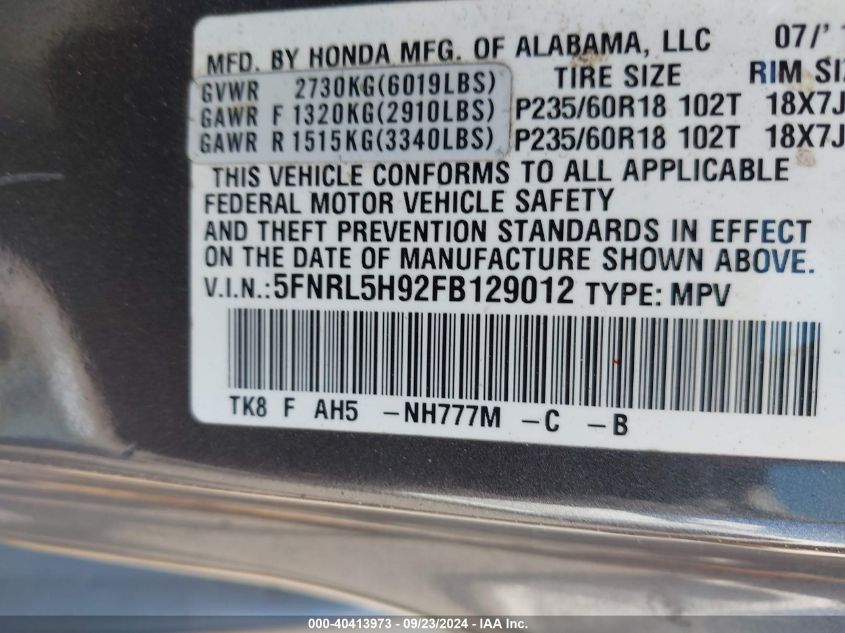 MFD. BY HONDA MFG. OF ALABAMA, LLC 07/'
TIRE SIZE RIM
GVWR 2730KG(6019LBS)
GAWR F 1320KG(2910LBS) P235/60R18 102T 18X7J
GAWR R 1515KG(3340LBS) P235/60R18 102T 18X7J
THIS VEHICLE CONFORMS TO ALL APPLICABLE
FEDERAL MOTOR VEHICLE SAFETY
AND THEFT PREVENTION STANDARDS IN EFFECT
ON THE DATE OF MANUFACTURE SHOWN ABOVE.
V.I.N.:5FNRL5H92FB129012 TYPE: MPV
TK8 F AH5 -NH777M -C -B
000-40413973 - 09/23/2024 - IAA Inc.